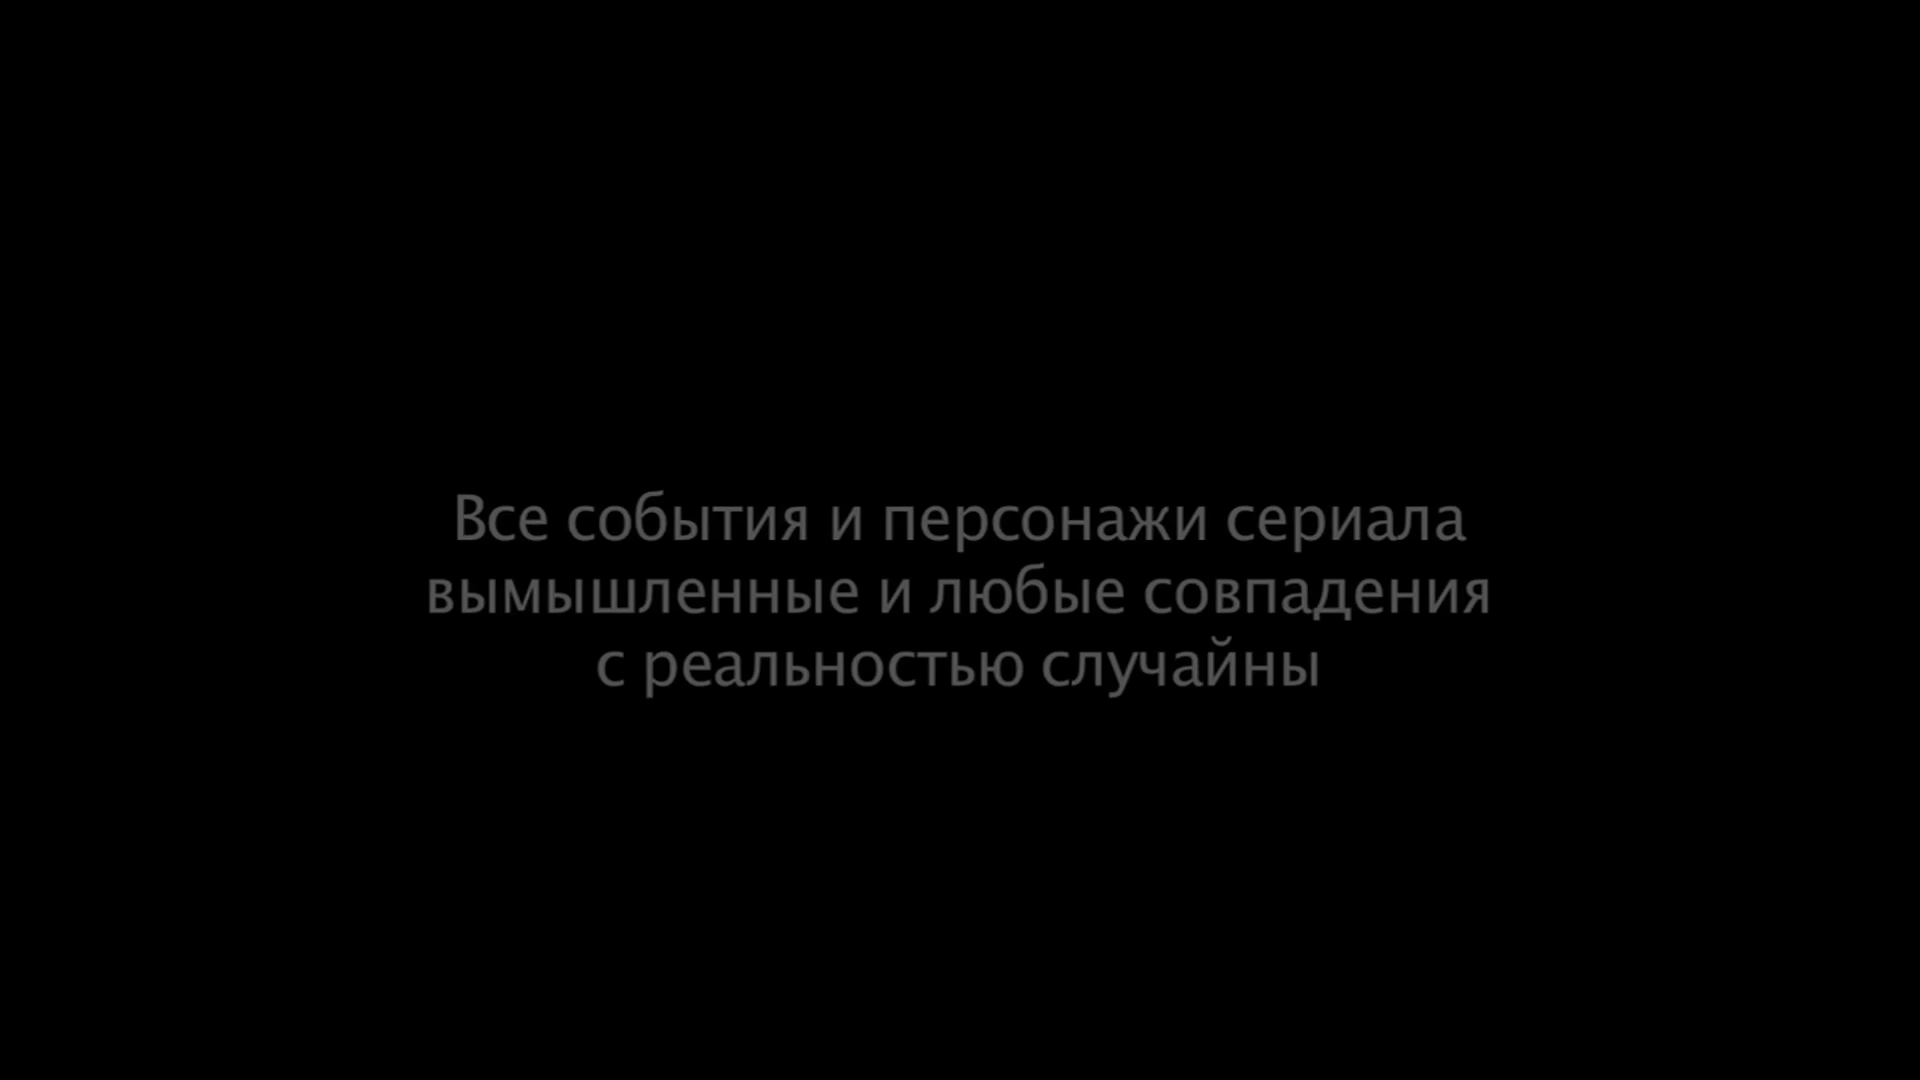 Все события и персонажи сериала
вымышленные и любые совпадения
с реальностью случайны